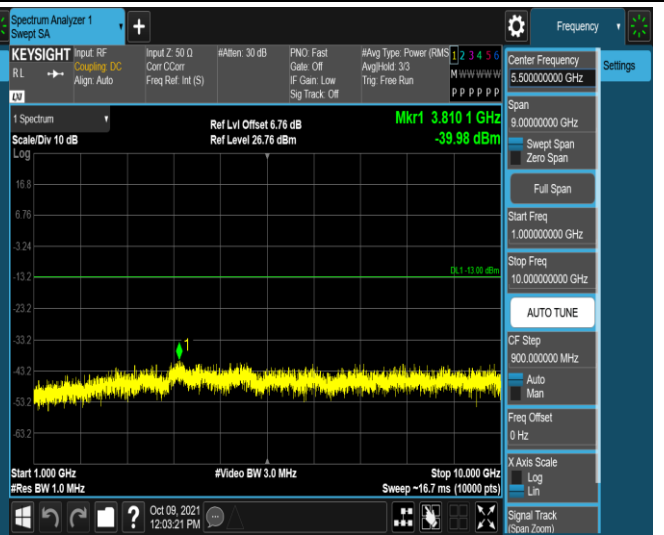 Spectrum Analyzer 1
Swept SA
Frequency
KEYSIGHT
R L
LXI
Input: RF
Coupling: DC
Align: Auto
Input Z: 50 Ω
Corr CCorr
Freq Ref: Int (S)
#Atten: 30 dB
PNO: Fast
Gate: Off
IF Gain: Low
Sig Track: Off
#Avg Type: Power (RMS
Avg|Hold: 3/3
Trig: Free Run
1 2 3 4 5 6
M W W W W W
P P P P P P
Settings
1 Spectrum
Scale/Div 10 dB
Log
Ref Lvl Offset 6.76 dB
Ref Level 26.76 dBm
Mkr1 3.810 1 GHz
-39.98 dBm
16.8
6.76
-3.24
-13.2
-23.2
-33.2
-43.2
-53.2
-63.2
DL1 -13.00 dBm
1
Start 1.000 GHz
#Res BW 1.0 MHz
#Video BW 3.0 MHz
Stop 10.000 GHz
Sweep ~16.7 ms (10000 pts)
Center Frequency
5.500000000 GHz
Span
9.00000000 GHz
Swept Span
Zero Span
Full Span
Start Freq
1.000000000 GHz
Stop Freq
10.000000000 GHz
AUTO TUNE
CF Step
900.000000 MHz
Auto
Man
Freq Offset
0 Hz
X Axis Scale
Log
Lin
Signal Track
(Span Zoom)
?
Oct 09, 2021
12:03:21 PM